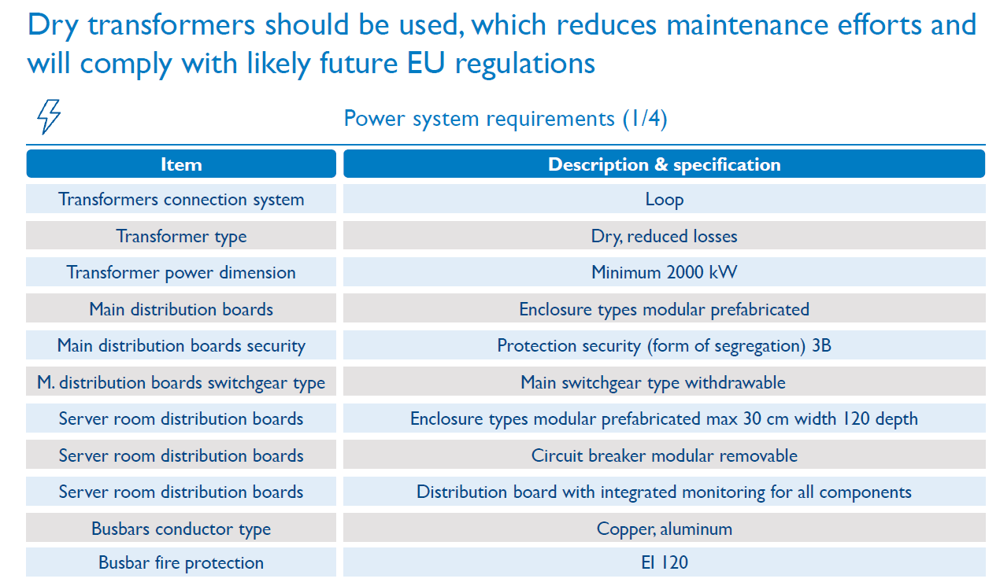 Dry transformers should be used, which reduces maintenance efforts and
will comply with likely future EU regulations
Power system requirements (1/4)
Item Description & specification
Transformers connection system Loop
Transformer type Dry, reduced losses
Transformer power dimension Minimum 2000 kW
Main distribution boards Enclosure types modular prefabricated
Main distribution boards security Protection security (form of segregation) 3B
M. distribution boards switchgear type Main switchgear type withdrawable
Server room distribution boards Enclosure types modular prefabricated max 30 cm width 120 depth
Server room distribution boards Circuit breaker modular removable
Server room distribution boards Distribution board with integrated monitoring for all components
Busbars conductor type Copper, aluminum
Busbar fire protection EI 120